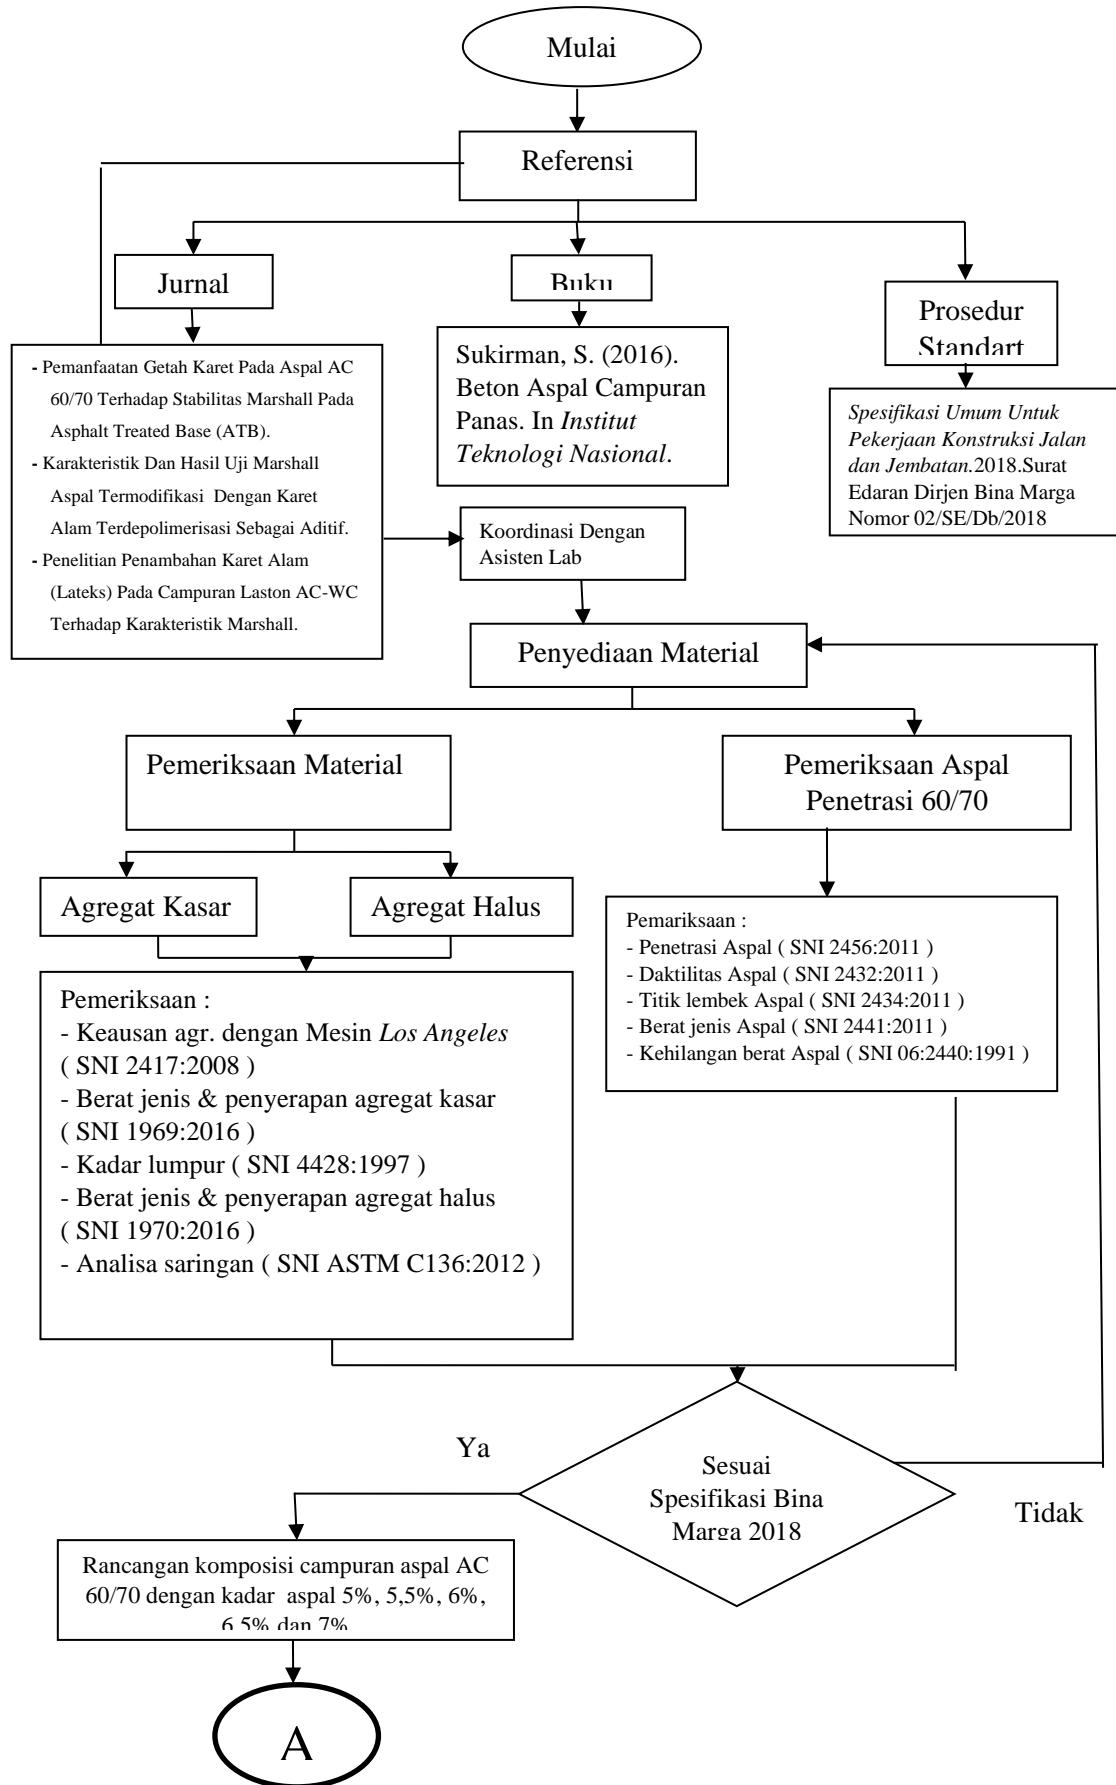 Mulai
Referensi
Jurnal
Buku
Prosedur
Standart
- Pemanfaatan Getah Karet Pada Aspal AC
60/70 Terhadap Stabilitas Marshall Pada
Asphalt Treated Base (ATB).
- Karakteristik Dan Hasil Uji Marshall
Aspal Termodifikasi Dengan Karet
Alam Terdepolimerisasi Sebagai Aditif.
- Penelitian Penambahan Karet Alam
(Lateks) Pada Campuran Laston AC-WC
Terhadap Karakteristik Marshall.
Sukirman, S. (2016).
Beton Aspal Campuran
Panas. In Institut
Teknologi Nasional.
Spesifikasi Umum Untuk
Pekerjaan Konstruksi Jalan
dan Jembatan.2018.Surat
Edaran Dirjen Bina Marga
Nomor 02/SE/Db/2018
Koordinasi Dengan
Asisten Lab
Penyediaan Material
Pemeriksaan Material
Pemeriksaan Aspal
Penetrasi 60/70
Agregat Kasar
Agregat Halus
Pemeriksaan :
- Keausan agr. dengan Mesin Los Angeles
( SNI 2417:2008 )
- Berat jenis & penyerapan agregat kasar
( SNI 1969:2016 )
- Kadar lumpur ( SNI 4428:1997 )
- Berat jenis & penyerapan agregat halus
( SNI 1970:2016 )
- Analisa saringan ( SNI ASTM C136:2012 )
Pemariksaan :
- Penetrasi Aspal ( SNI 2456:2011 )
- Daktilitas Aspal ( SNI 2432:2011 )
- Titik lembek Aspal ( SNI 2434:2011 )
- Berat jenis Aspal ( SNI 2441:2011 )
- Kehilangan berat Aspal ( SNI 06:2440:1991 )
Ya
Sesuai
Spesifikasi Bina
Marga 2018
Tidak
Rancangan komposisi campuran aspal AC
60/70 dengan kadar aspal 5%, 5,5%, 6%,
6,5% dan 7%
A